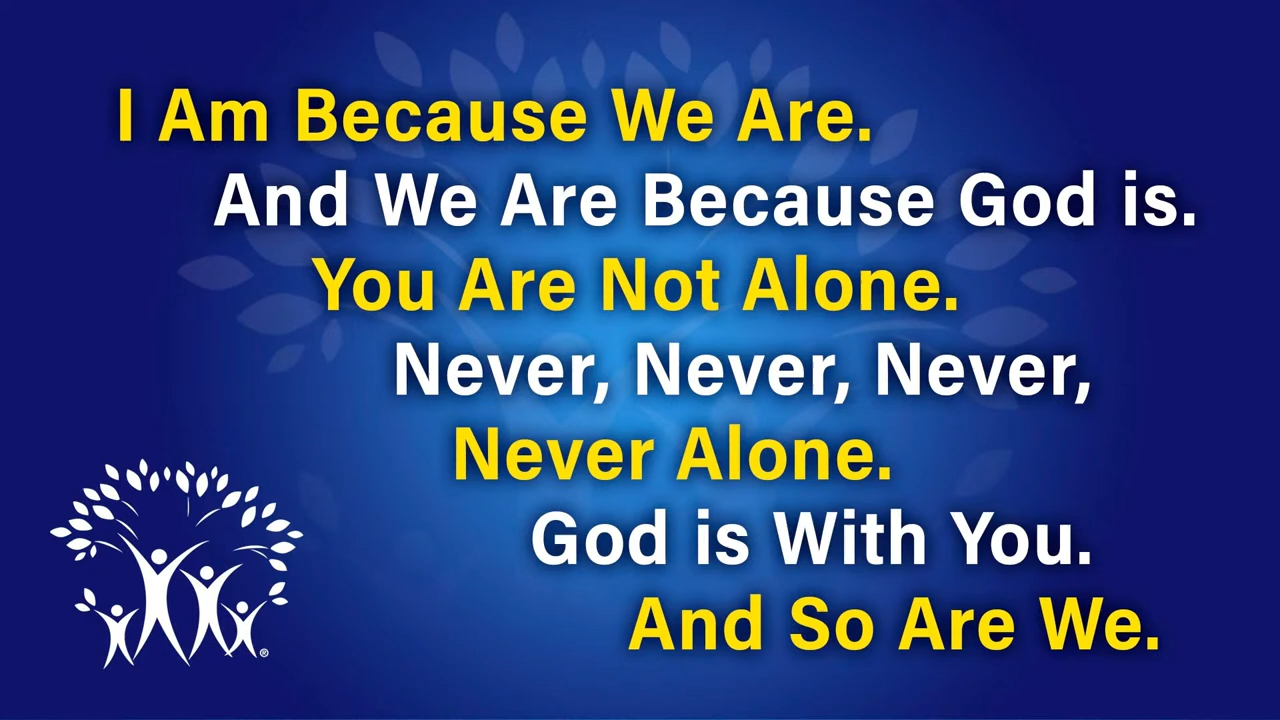 I Am Because We Are.
And We Are Because God is.
You Are Not Alone.
Never, Never, Never,
Never Alone.
God is With You.
And So Are We.
®